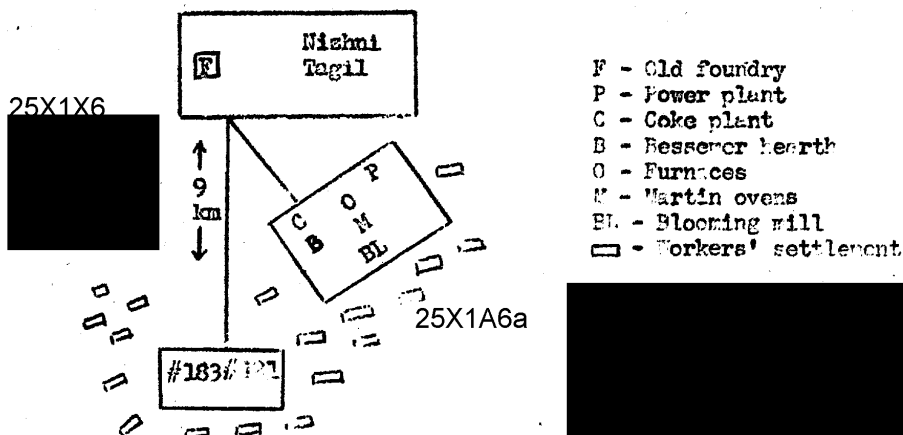 Nizhni
F
Tagil
25X1X6
9
km
P
O
C
M
B
BL
25X1A6a
#183#
F - Old foundry
P - Power plant
C - Coke plant
B - Bessemer hearth
O - Furnaces
M - Martin ovens
BL - Blooming mill
- Workers' settlement